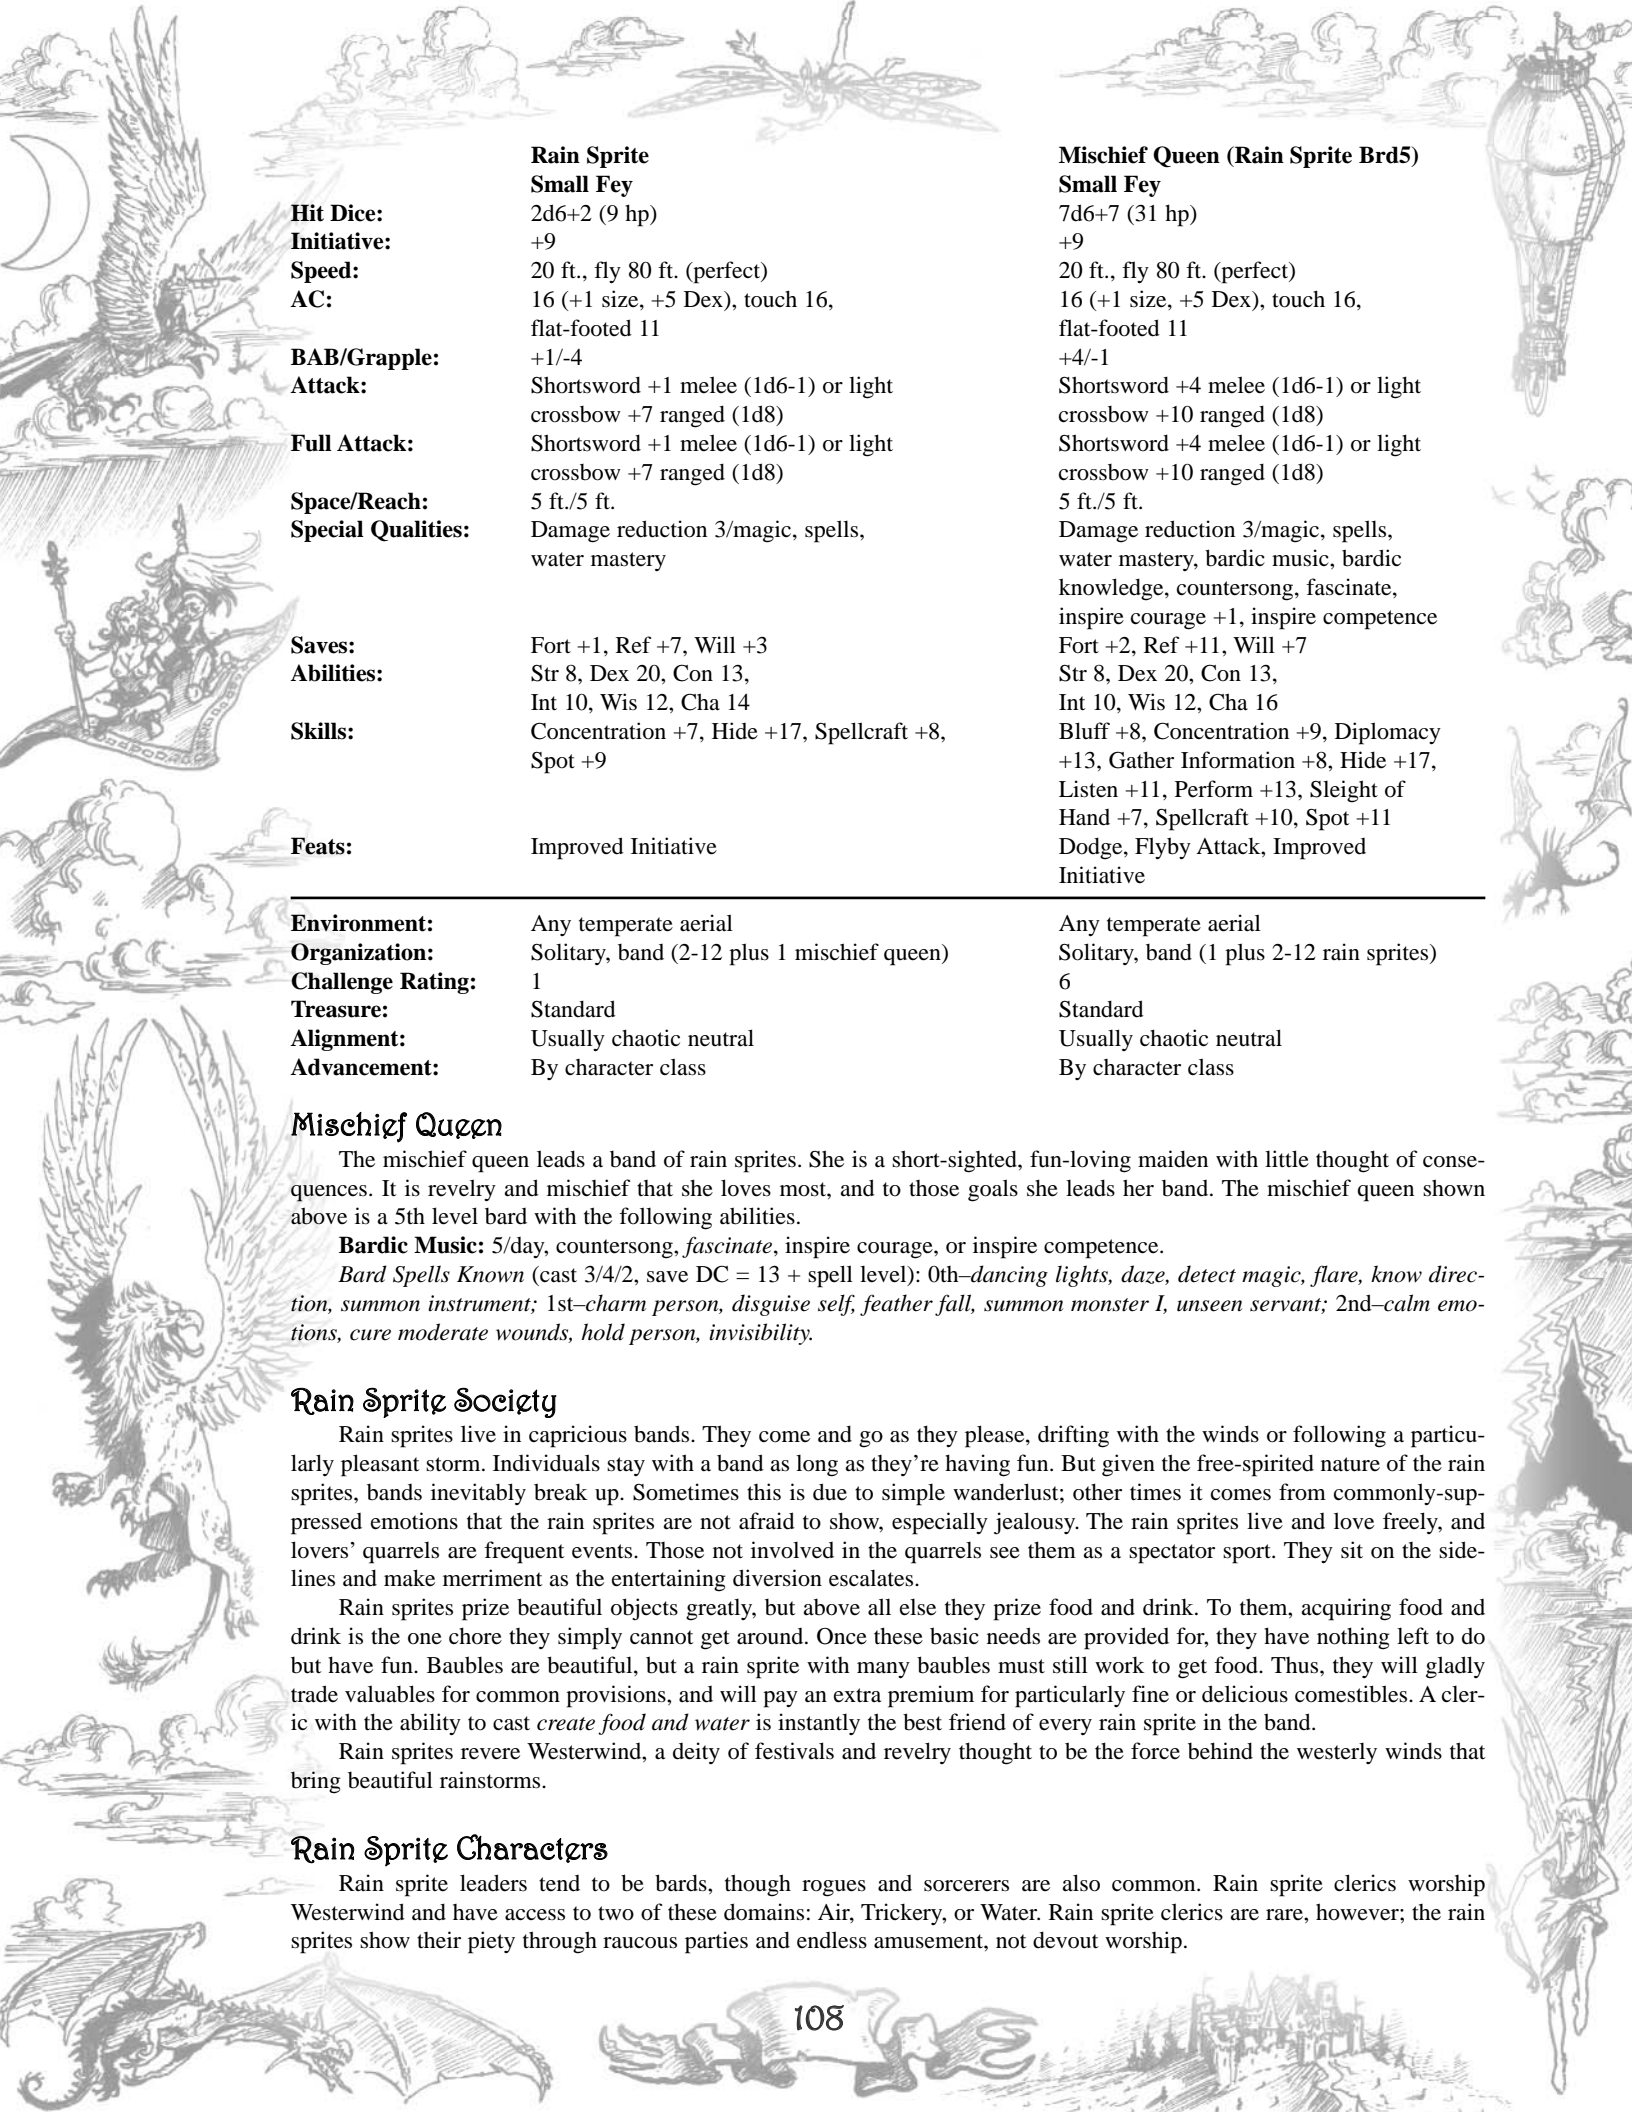 Rain Sprite Mischief Queen (Rain Sprite Brd5)
Small Fey Small Fey
Hit Dice: 2d6+2 (9 hp) 7d6+7 (31 hp)
Initiative: +9 +9
Speed: 20 ft., fly 80 ft. (perfect) 20 ft., fly 80 ft. (perfect)
AC: 16 (+1 size, +5 Dex), touch 16, 16 (+1 size, +5 Dex), touch 16,
flat-footed 11 flat-footed 11
BAB/Grapple: +1/-4 +4/-1
Attack: Shortsword +1 melee (1d6-1) or light Shortsword +4 melee (1d6-1) or light
crossbow +7 ranged (1d8) crossbow +10 ranged (1d8)
Full Attack: Shortsword +1 melee (1d6-1) or light Shortsword +4 melee (1d6-1) or light
crossbow +7 ranged (1d8) crossbow +10 ranged (1d8)
Space/Reach: 5 ft./5 ft. 5 ft./5 ft.
Special Qualities: Damage reduction 3/magic, spells, Damage reduction 3/magic, spells,
water mastery water mastery, bardic music, bardic
knowledge, countersong, fascinate,
inspire courage +1, inspire competence
Saves: Fort +1, Ref +7, Will +3 Fort +2, Ref +11, Will +7
Abilities: Str 8, Dex 20, Con 13, Str 8, Dex 20, Con 13,
Int 10, Wis 12, Cha 14 Int 10, Wis 12, Cha 16
Skills: Concentration +7, Hide +17, Spellcraft +8, Bluff +8, Concentration +9, Diplomacy
Spot +9 +13, Gather Information +8, Hide +17,
Listen +11, Perform +13, Sleight of
Hand +7, Spellcraft +10, Spot +11
Feats: Improved Initiative Dodge, Flyby Attack, Improved
Initiative
Environment: Any temperate aerial Any temperate aerial
Organization: Solitary, band (2-12 plus 1 mischief queen) Solitary, band (1 plus 2-12 rain sprites)
Challenge Rating: 1 6
Treasure: Standard Standard
Alignment: Usually chaotic neutral Usually chaotic neutral
Advancement: By character class By character class
Mischief Queen
The mischief queen leads a band of rain sprites. She is a short-sighted, fun-loving maiden with little thought of conse-
quences. It is revelry and mischief that she loves most, and to those goals she leads her band. The mischief queen shown
above is a 5th level bard with the following abilities.
Bardic Music: 5/day, countersong, fascinate, inspire courage, or inspire competence.
Bard Spells Known (cast 3/4/2, save DC = 13 + spell level): 0th–dancing lights, daze, detect magic, flare, know direc-
tion, summon instrument; 1st–charm person, disguise self, feather fall, summon monster I, unseen servant; 2nd–calm emo-
tions, cure moderate wounds, hold person, invisibility.
Rain Sprite Society
Rain sprites live in capricious bands. They come and go as they please, drifting with the winds or following a particu-
larly pleasant storm. Individuals stay with a band as long as they're having fun. But given the free-spirited nature of the rain
sprites, bands inevitably break up. Sometimes this is due to simple wanderlust; other times it comes from commonly-sup-
pressed emotions that the rain sprites are not afraid to show, especially jealousy. The rain sprites live and love freely, and
lovers' quarrels are frequent events. Those not involved in the quarrels see them as a spectator sport. They sit on the side-
lines and make merriment as the entertaining diversion escalates.
Rain sprites prize beautiful objects greatly, but above all else they prize food and drink. To them, acquiring food and
drink is the one chore they simply cannot get around. Once these basic needs are provided for, they have nothing left to do
but have fun. Baubles are beautiful, but a rain sprite with many baubles must still work to get food. Thus, they will gladly
trade valuables for common provisions, and will pay an extra premium for particularly fine or delicious comestibles. A cler-
ic with the ability to cast create food and water is instantly the best friend of every rain sprite in the band.
Rain sprites revere Westerwind, a deity of festivals and revelry thought to be the force behind the westerly winds that
bring beautiful rainstorms.
Rain Sprite Characters
Rain sprite leaders tend to be bards, though rogues and sorcerers are also common. Rain sprite clerics worship
Westerwind and have access to two of these domains: Air, Trickery, or Water. Rain sprite clerics are rare, however; the rain
sprites show their piety through raucous parties and endless amusement, not devout worship.
108